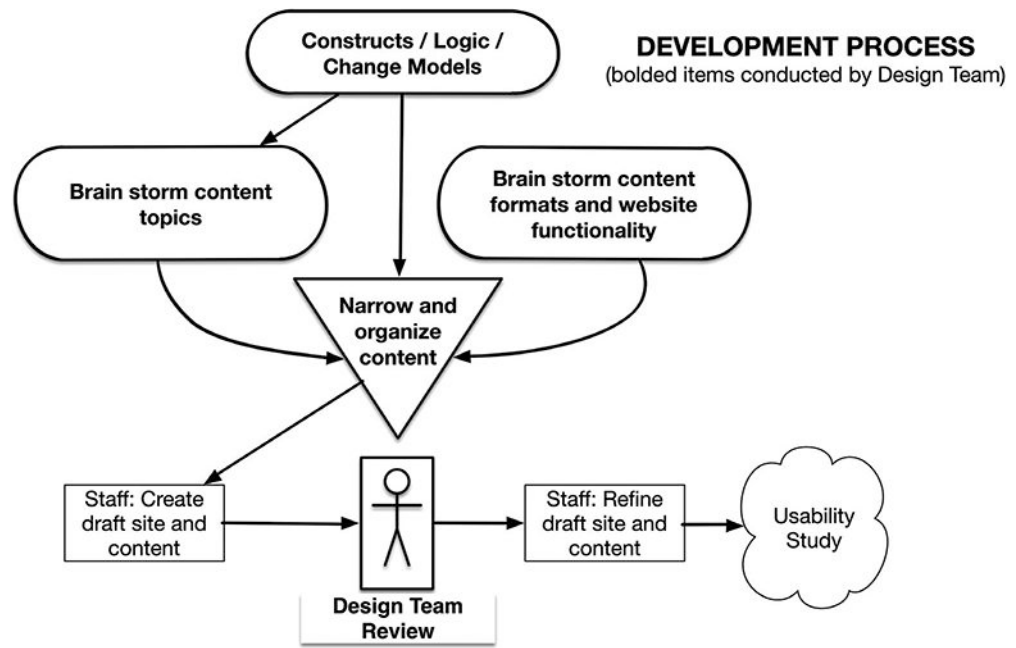 Constructs / Logic /
Change Models
DEVELOPMENT PROCESS
(bolded items conducted by Design Team)
Brain storm content
topics
Brain storm content
formats and website
functionality
Narrow and
organize
content
Staff: Create
draft site and
content
Design Team
Review
Staff: Refine
draft site and
content
Usability
Study